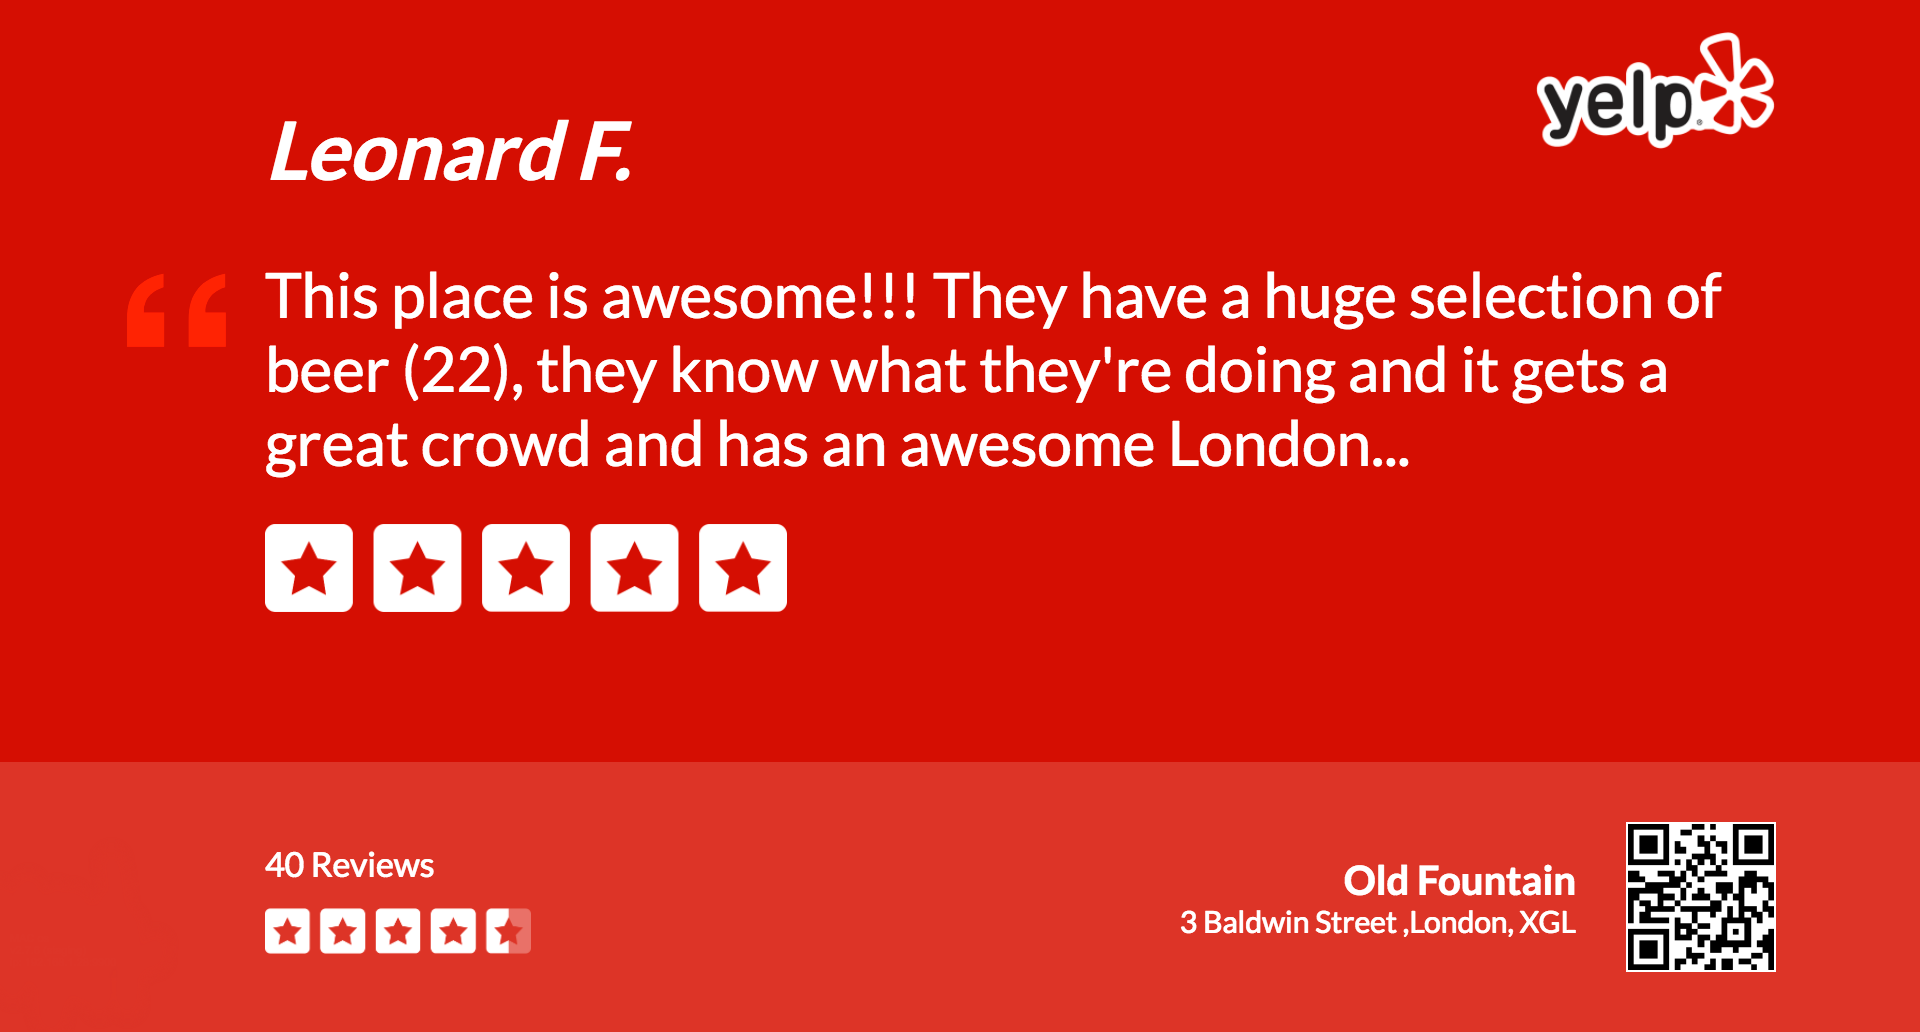 yelp
Leonard F.
This place is awesome!!! They have a huge selection of
beer (22), they know what they're doing and it gets a
great crowd and has an awesome London...
40 Reviews
Old Fountain
3 Baldwin Street ,London, XGL